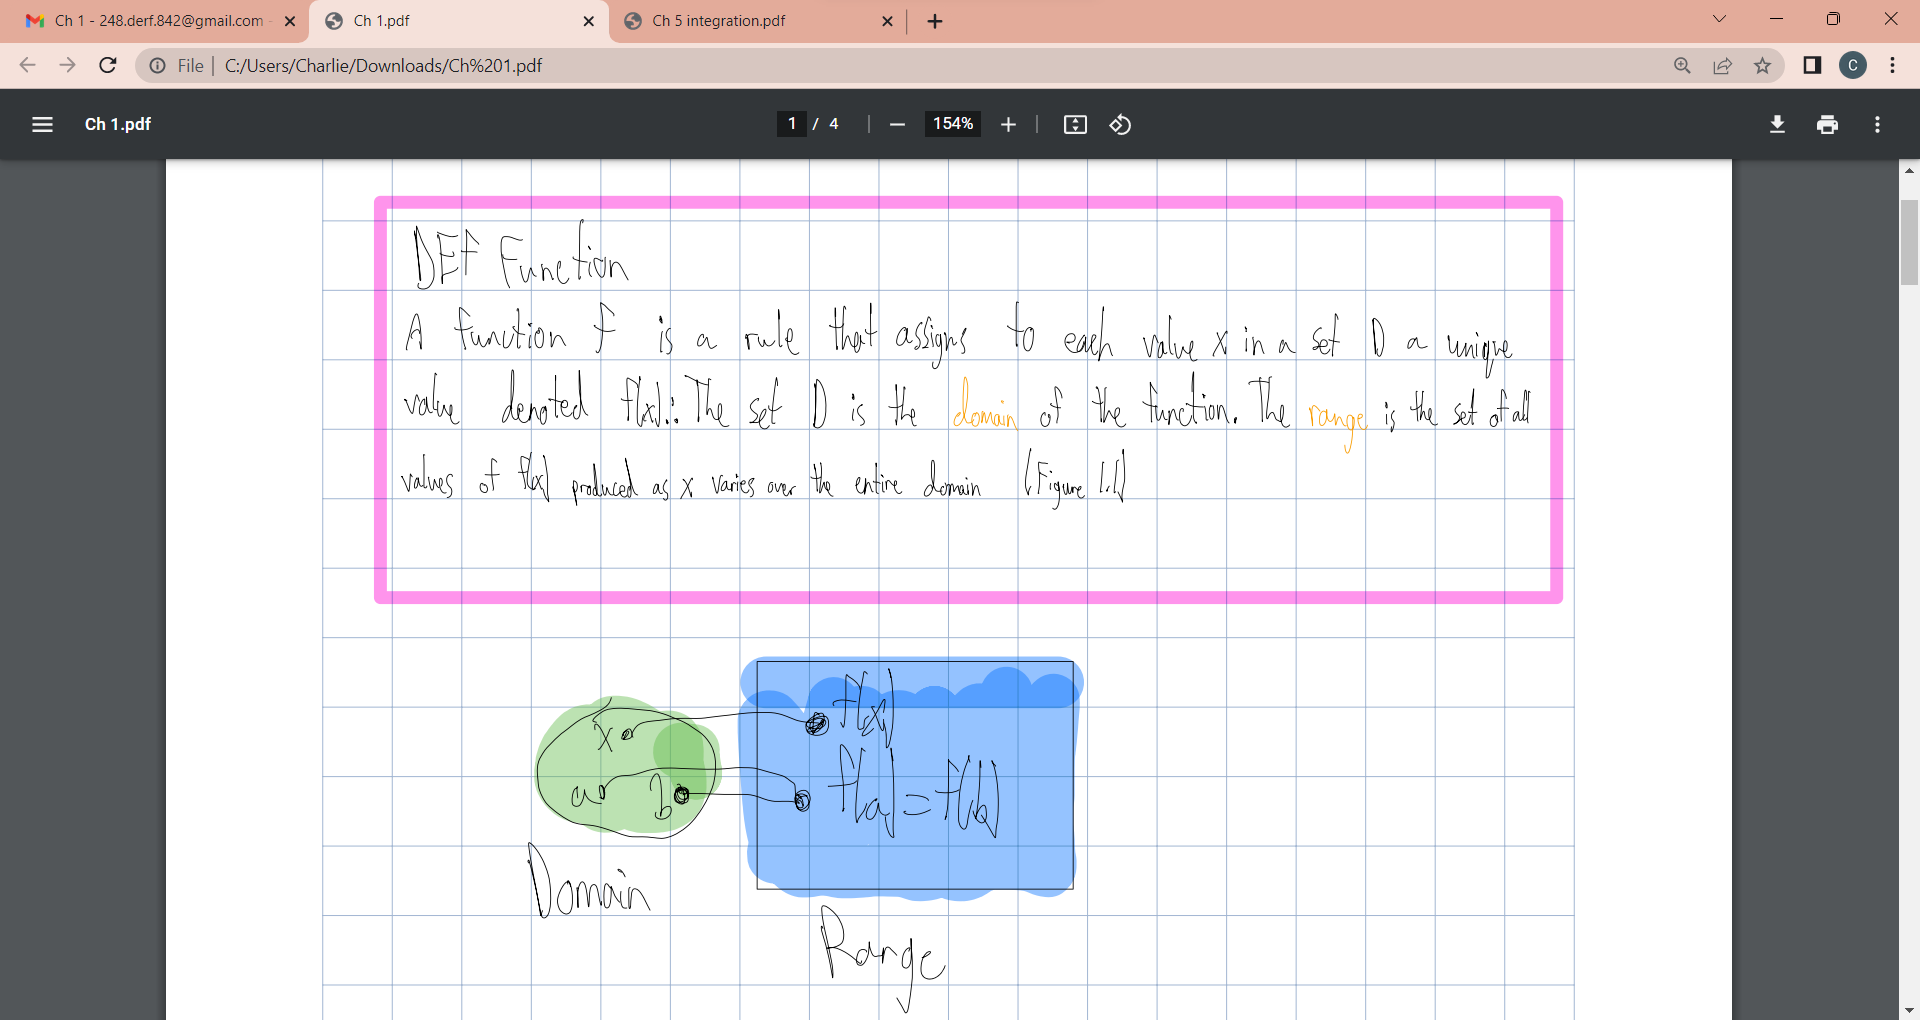 Ch 1 - 248.derf.842@gmail.com -
Ch 1.pdf
Ch 5 integration.pdf
File | C:/Users/Charlie/Downloads/Ch%201.pdf
C
Ch 1.pdf
1 / 4
154%
DEF Function
A function f is a rule that assigns to each value x in a set D a unique
value denoted f(x). The set D is the domain of the function. The range is the set of all
values of f(x) produced as x varies over the entire domain (Figure 1.1)
x
f(x)
a b
f(a) = f(b)
Domain
Range